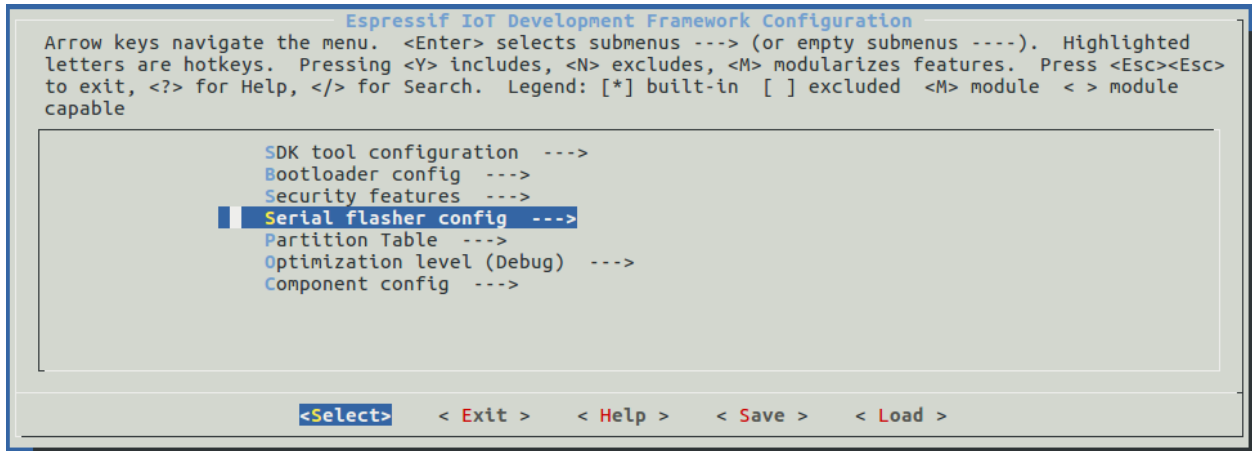 Espressif IoT Development Framework Configuration
Arrow keys navigate the menu.  <Enter> selects submenus ---> (or empty submenus ----).  Highlighted
letters are hotkeys.  Pressing <Y> includes, <N> excludes, <M> modularizes features.  Press <Esc><Esc>
to exit, <?> for Help, </> for Search.  Legend: [*] built-in  [ ] excluded  <M> module  < > module
capable
SDK tool configuration  --->
Bootloader config  --->
Security features  --->
Serial flasher config  --->
Partition Table  --->
Optimization level (Debug)  --->
Component config  --->
<Select>    < Exit >    < Help >    < Save >    < Load >